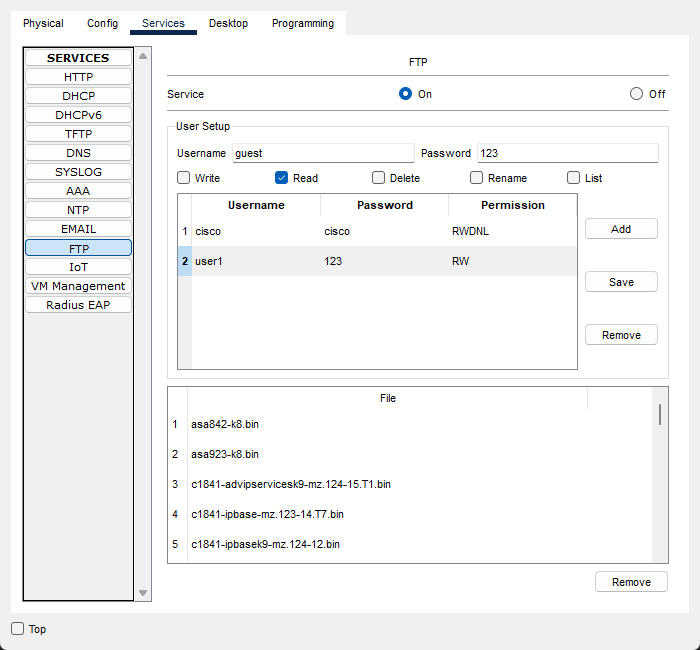 Physical Config Services Desktop Programming
SERVICES
HTTP
DHCP
DHCPv6
TFTP
DNS
SYSLOG
AAA
NTP
EMAIL
FTP
IoT
VM Management
Radius EAP
FTP
Service On Off
User Setup
Username guest Password 123
Write Read Delete Rename List
Username Password Permission
1 cisco cisco RWDNL
2 user1 123 RW
Add
Save
Remove
File
1 asa842-k8.bin
2 asa923-k8.bin
3 c1841-advipservicesk9-mz.124-15.T1.bin
4 c1841-ipbase-mz.123-14.T7.bin
5 c1841-ipbasek9-mz.124-12.bin
Remove
Top